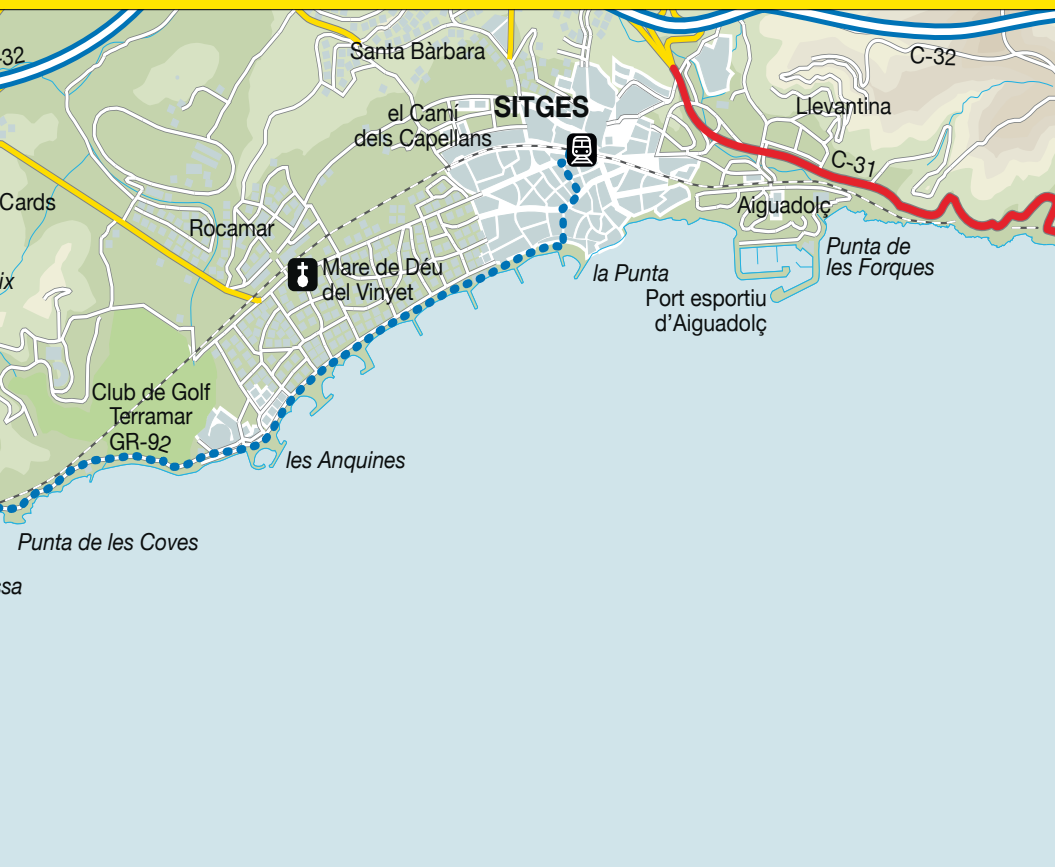 -32
Santa Bàrbara
C-32
SITGES
Llevantina
el Camí
dels Capellans
C-31
Cards
Aiguadolç
Rocamar
Punta de
les Forques
ix
Mare de Déu
del Vinyet
la Punta
Port esportiu
d'Aiguadolç
Club de Golf
Terramar
GR-92
les Anquines
Punta de les Coves
sa